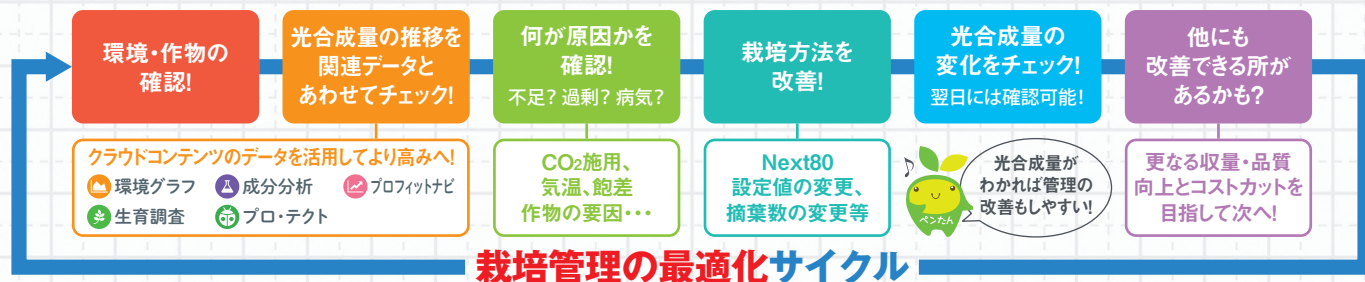 環境・作物の
確認!
光合成量の推移を
関連データと
あわせてチェック!
何が原因かを
確認!
不足？過剰？病気？
栽培方法を
改善!
光合成量の
変化をチェック!
翌日には確認可能!
他にも
改善できる所が
あるかも?
クラウドコンテンツのデータを活用してより高みへ!
環境グラフ 成分分析 プロフィットナビ
生育調査 プロ・テクト
CO2施用、
気温、飽差
作物の要因・・・
Next80
設定値の変更、
摘葉数の変更等
ペンたん
光合成量が
わかれば管理の
改善もしやすい!
更なる収量・品質
向上とコストカットを
目指して次へ!
栽培管理の最適化サイクル